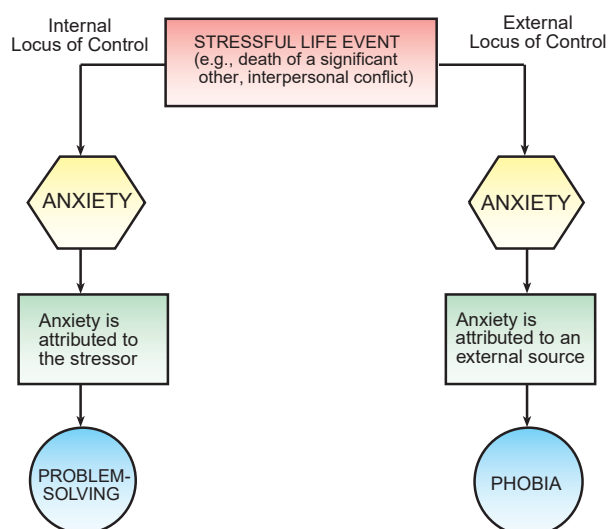 Internal
Locus of Control
STRESSFUL LIFE EVENT
(e.g., death of a significant
other, interpersonal conflict)
External
Locus of Control
ANXIETY
ANXIETY
Anxiety is
attributed to
the stressor
Anxiety is
attributed to an
external source
PROBLEM-
SOLVING
PHOBIA